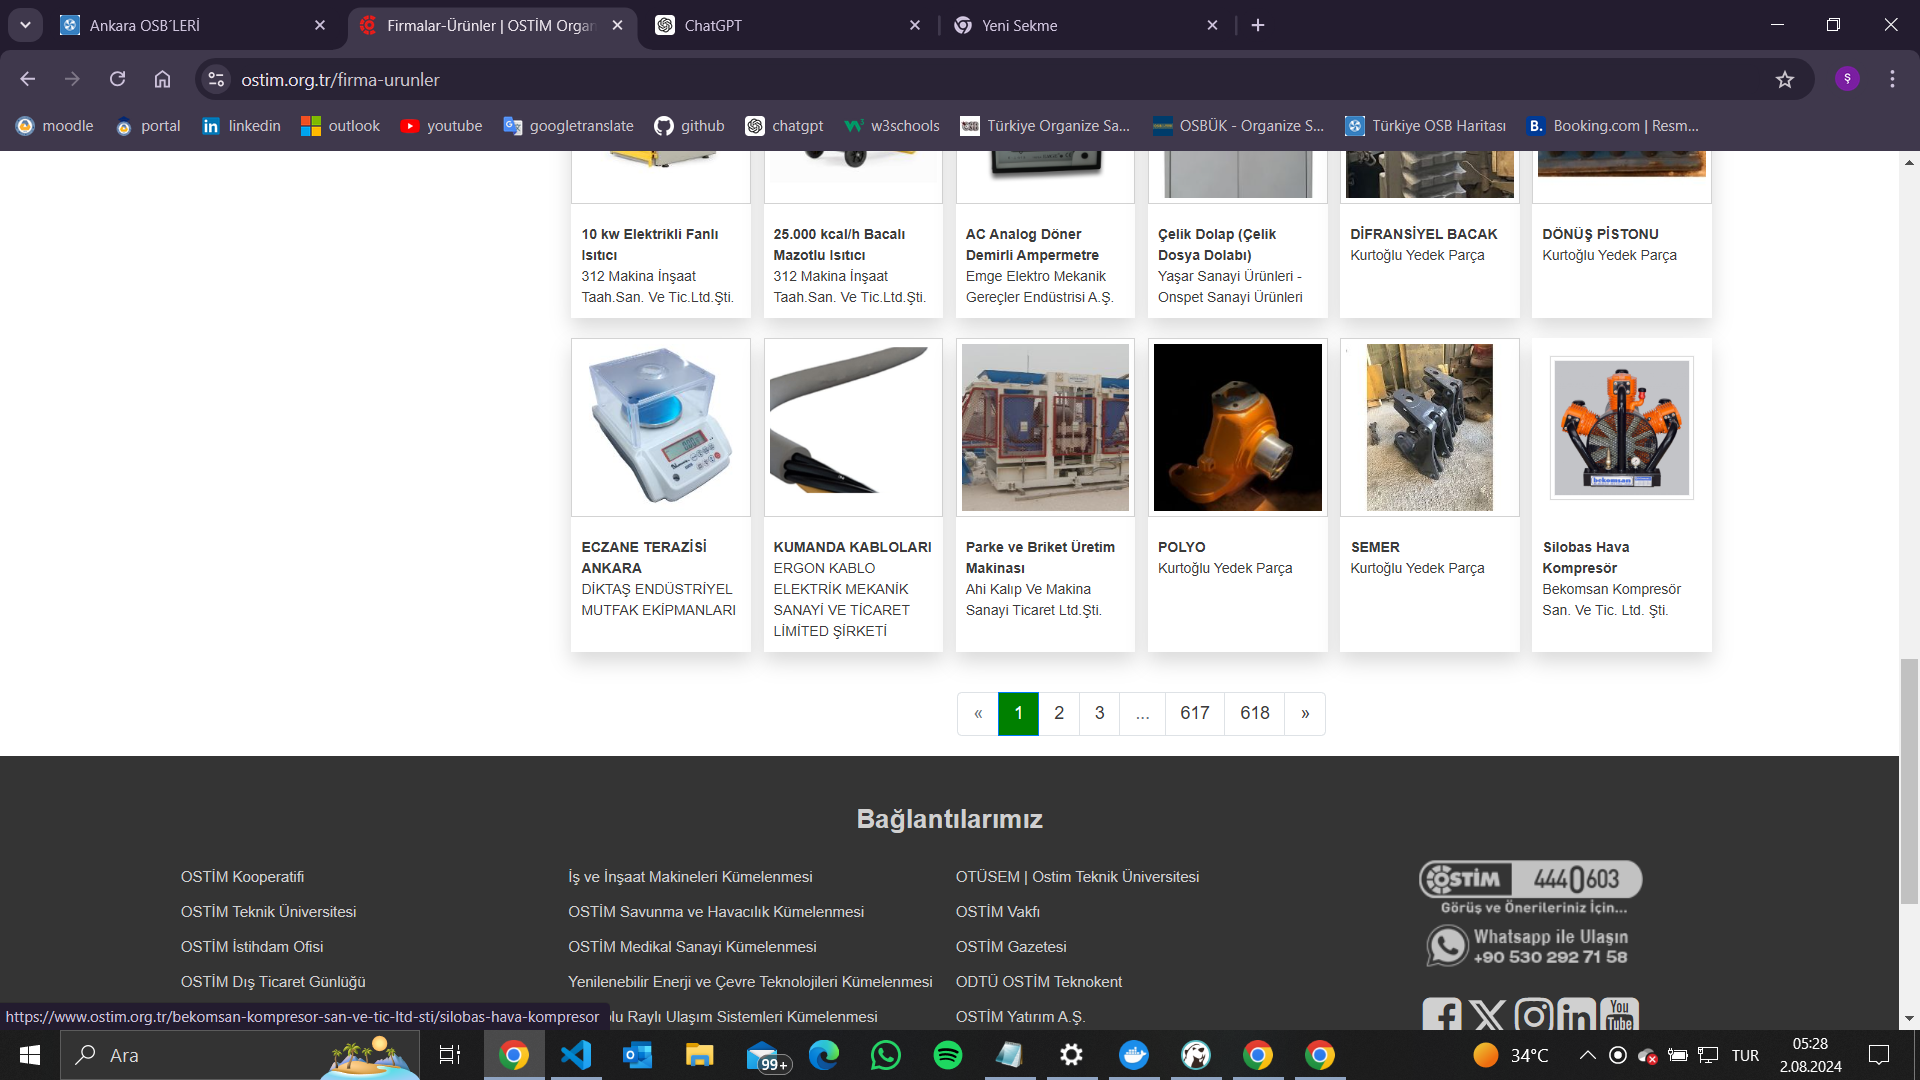 Ankara OSB´LERİ
Firmalar-Ürünler | OSTİM Organ
ChatGPT
Yeni Sekme
ostim.org.tr/firma-urunler
Ş
moodle
portal
linkedin
outlook
youtube
googletranslate
github
chatgpt
w3schools
Türkiye Organize Sa...
OSBÜK - Organize S...
Türkiye OSB Haritası
B.
Booking.com | Resm...
10 kw Elektrikli Fanlı
Isıtıcı
312 Makina İnşaat
Taah.San. Ve Tic.Ltd.Şti.
25.000 kcal/h Bacalı
Mazotlu Isıtıcı
312 Makina İnşaat
Taah.San. Ve Tic.Ltd.Şti.
AC Analog Döner
Demirli Ampermetre
Emge Elektro Mekanik
Gereçler Endüstrisi A.Ş.
Çelik Dolap (Çelik
Dosya Dolabı)
Yaşar Sanayi Ürünleri -
Onspet Sanayi Ürünleri
DİFRANSİYEL BACAK
Kurtoğlu Yedek Parça
DÖNÜŞ PİSTONU
Kurtoğlu Yedek Parça
bekomsan
ECZANE TERAZİSİ
ANKARA
DİKTAŞ ENDÜSTRİYEL
MUTFAK EKİPMANLARI
KUMANDA KABLOLARI
ERGON KABLO
ELEKTRİK MEKANİK
SANAYİ VE TİCARET
LİMİTED ŞİRKETİ
Parke ve Briket Üretim
Makinası
Ahi Kalıp Ve Makina
Sanayi Ticaret Ltd.Şti.
POLYO
Kurtoğlu Yedek Parça
SEMER
Kurtoğlu Yedek Parça
Silobas Hava
Kompresör
Bekomsan Kompresör
San. Ve Tic. Ltd. Şti.
« 1 2 3 ... 617 618 »
Bağlantılarımız
OSTİM Kooperatifi
OSTİM Teknik Üniversitesi
OSTİM İstihdam Ofisi
OSTİM Dış Ticaret Günlüğü
İş ve İnşaat Makineleri Kümelenmesi
OSTİM Savunma ve Havacılık Kümelenmesi
OSTİM Medikal Sanayi Kümelenmesi
Yenilenebilir Enerji ve Çevre Teknolojileri Kümelenmesi
lu Raylı Ulaşım Sistemleri Kümelenmesi
OTÜSEM | Ostim Teknik Üniversitesi
OSTİM Vakfı
OSTİM Gazetesi
ODTÜ OSTİM Teknokent
OSTİM Yatırım A.Ş.
OSTİM 444 0 603
Görüş ve Önerileriniz İçin...
Whatsapp ile Ulaşın
+90 530 292 71 58
You
Tube
https://www.ostim.org.tr/bekomsan-kompresor-san-ve-tic-ltd-sti/silobas-hava-kompresor
Ara
99+
34°C
TUR
05:28
2.08.2024